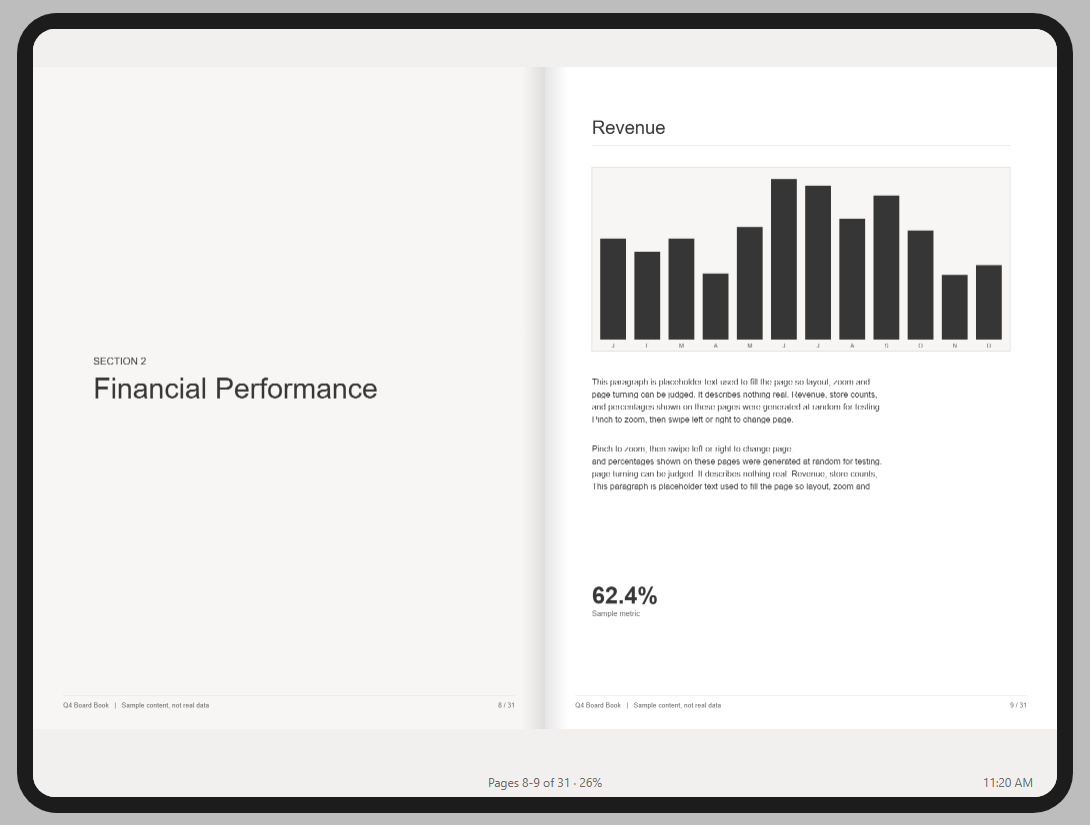 SECTION 2
Financial Performance
Q4 Board Book | Sample content, not real data
8 / 31
Revenue
J F M A M J J A S O N D
This paragraph is placeholder text used to fill the page so layout, zoom and
page turning can be judged. It describes nothing real. Revenue, store counts,
and percentages shown on these pages were generated at random for testing
Pinch to zoom, then swipe left or right to change page.
Pinch to zoom, then swipe left or right to change page
and percentages shown on these pages were generated at random for testing.
page turning can be judged. It describes nothing real. Revenue, store counts,
This paragraph is placeholder text used to fill the page so layout, zoom and
62.4%
Sample metric
Q4 Board Book | Sample content, not real data
9 / 31
Pages 8-9 of 31 · 26%
11:20 AM